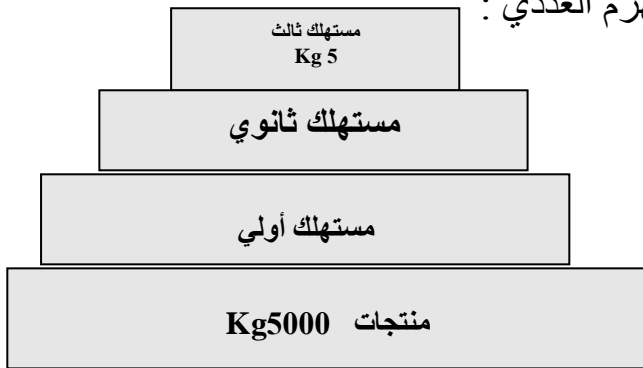 العددي :
مستهلك ثالث
Kg 5
مستهلك ثانوي
مستهلك أولي
منتجات Kg5000